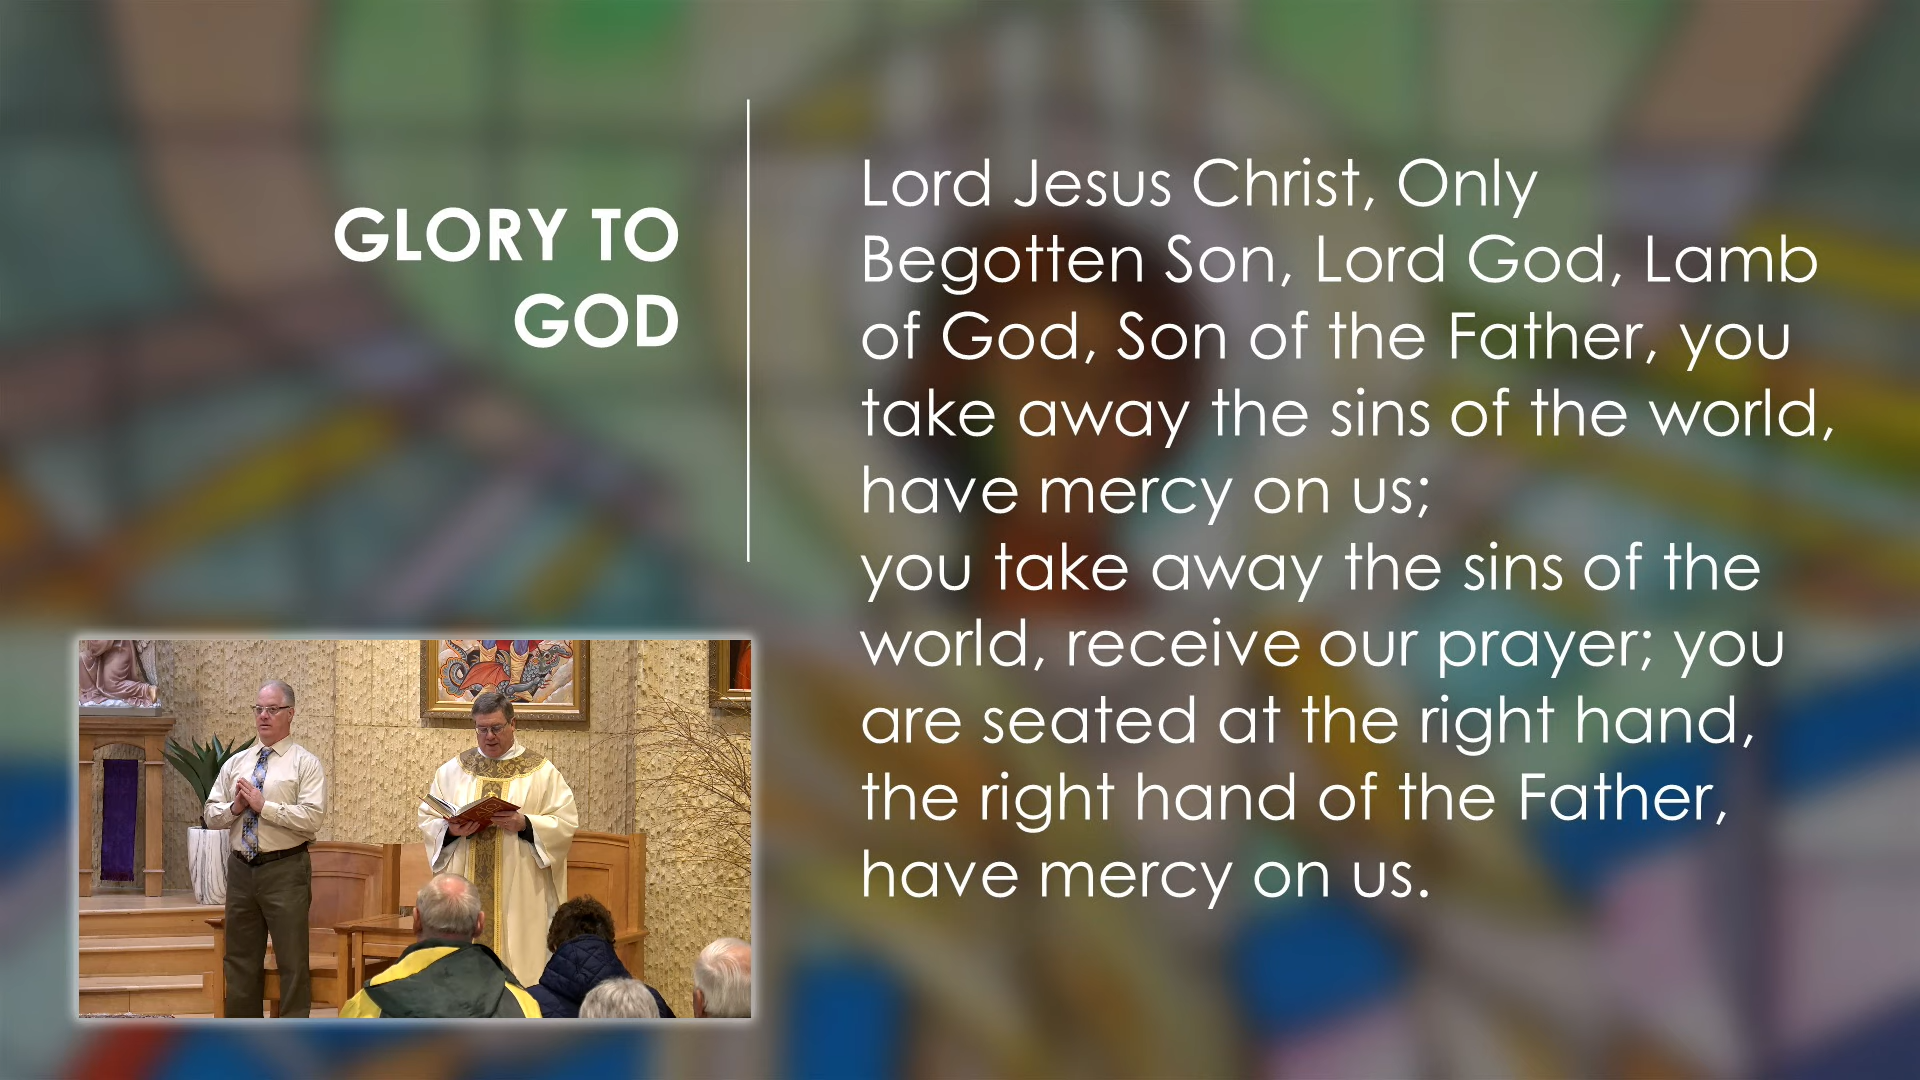 GLORY TO
GOD
Lord Jesus Christ, Only
Begotten Son, Lord God, Lamb
of God, Son of the Father, you
take away the sins of the world,
have mercy on us;
you take away the sins of the
world, receive our prayer; you
are seated at the right hand,
the right hand of the Father,
have mercy on us.